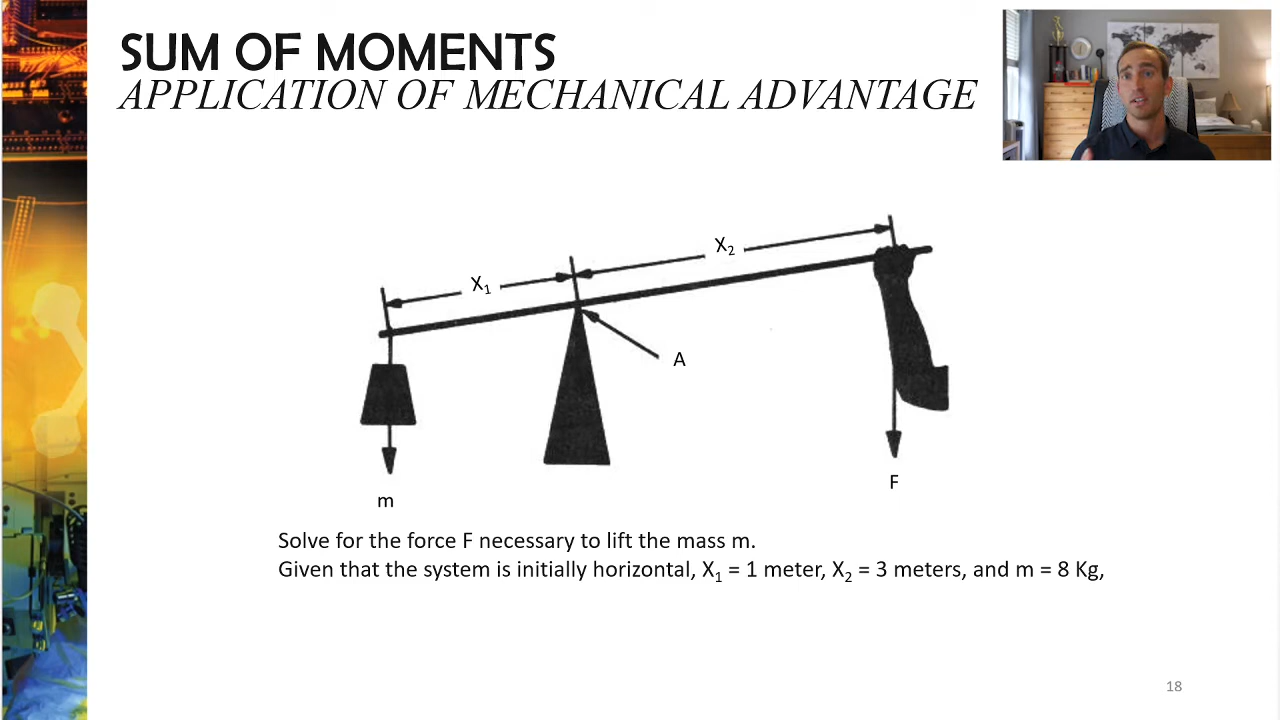 SUM OF MOMENTS
APPLICATION OF MECHANICAL ADVANTAGE
X₂
X₁
A
F
m
Solve for the force F necessary to lift the mass m.
Given that the system is initially horizontal, X₁ = 1 meter, X₂ = 3 meters, and m = 8 Kg,
18